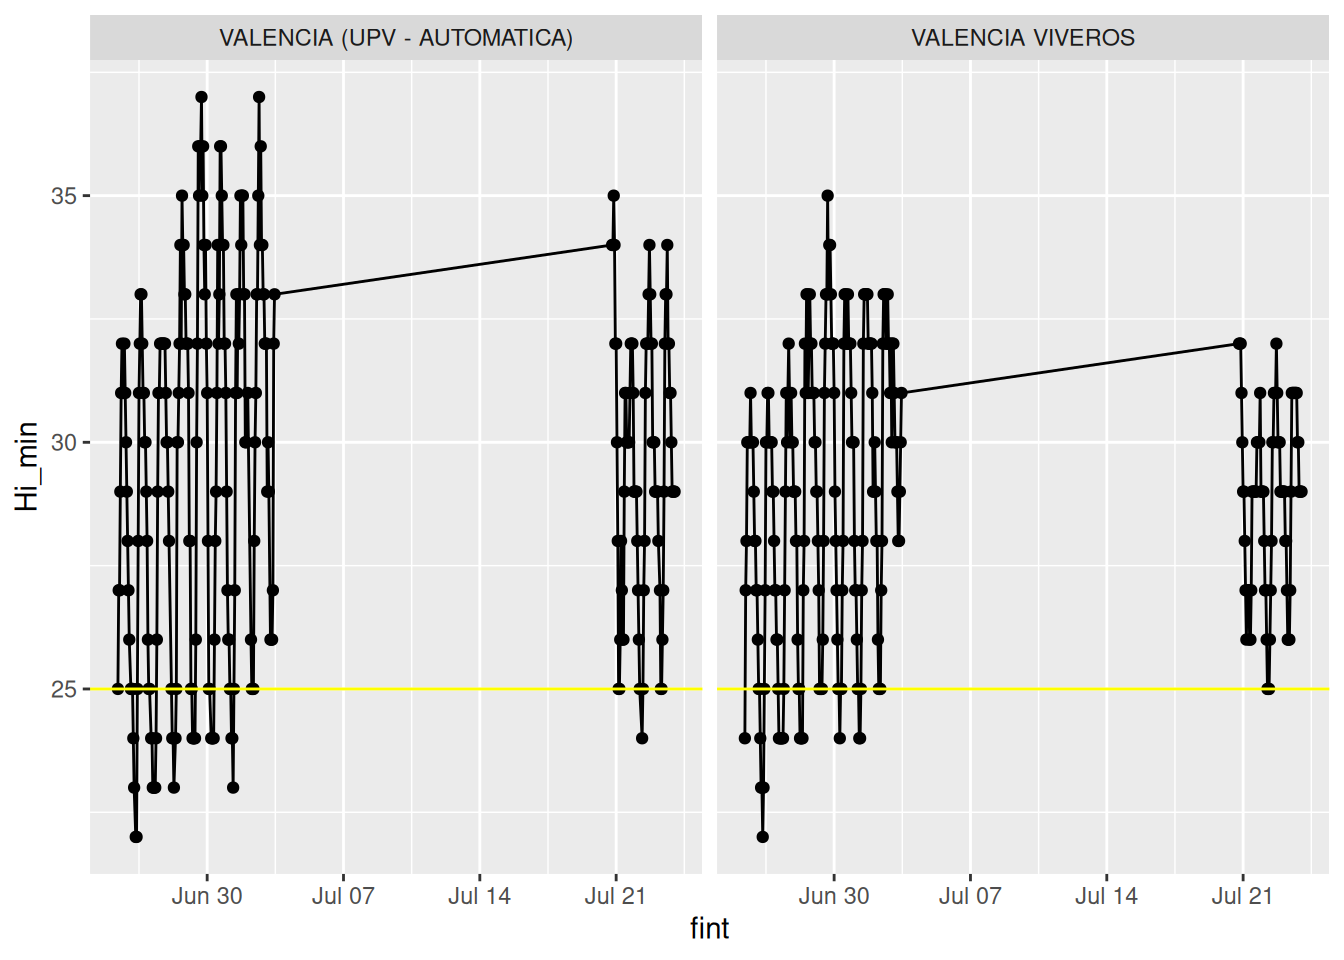 VALENCIA (UPV - AUTOMATICA)
VALENCIA VIVEROS
Hi_min
35
30
25
Jun 30
Jul 07
Jul 14
Jul 21
Jun 30
Jul 07
Jul 14
Jul 21
fint